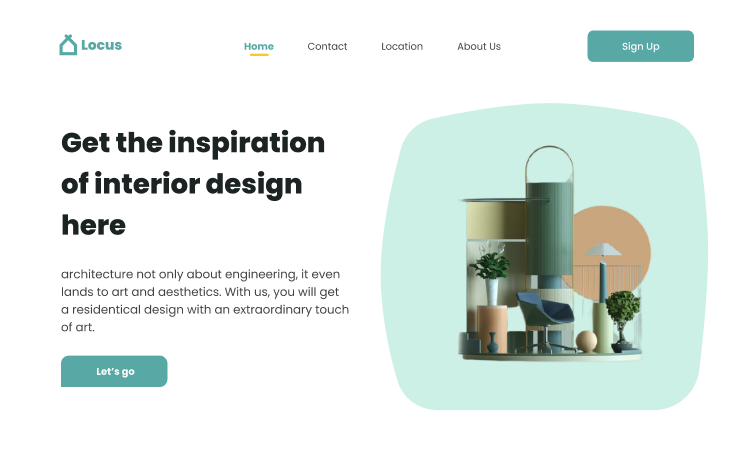 Locus
Home
Contact
Location
About Us
Sign Up
Get the inspiration
of interior design
here
architecture not only about engineering, it even
lands to art and aesthetics. With us, you will get
a residentical design with an extraordinary touch
of art.
Let's go